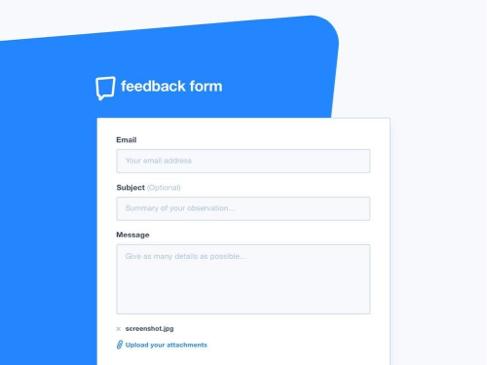 feedback form
Email
Your email address
Subject (Optional)
Summary of your observation...
Message
Give as many details as possible...
× screenshot.jpg
Upload your attachments